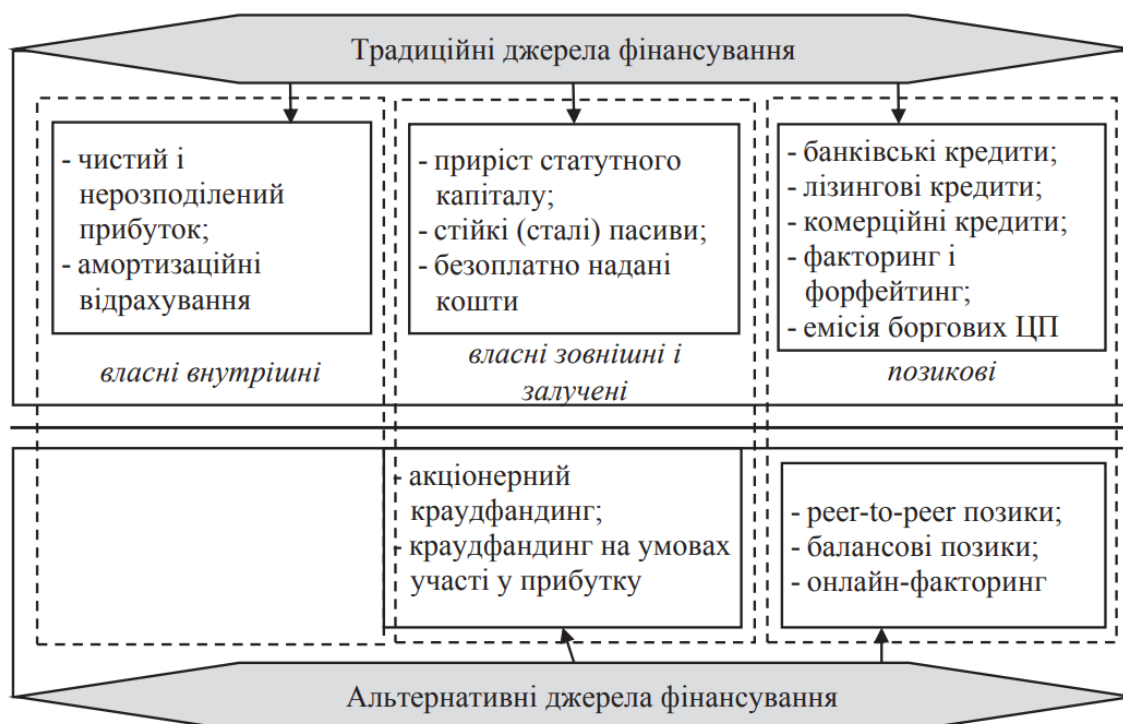 Традиційні джерела фінансування
- чистий і
нерозподілений
прибуток;
- амортизаційні
відрахування
власні внутрішні
- приріст статутного
капіталу;
- стійкі (сталі) пасиви;
- безоплатно надані
кошти
власні зовнішні і
залучені
- банківські кредити;
- лізингові кредити;
- комерційні кредити;
- факторинг і
форфейтинг;
- емісія боргових ЦП
позикові
- акціонерний
краудфандинг;
- краудфандинг на умовах
участі у прибутку
- peer-to-peer позики;
- балансові позики;
- онлайн-факторинг
Альтернативні джерела фінансування